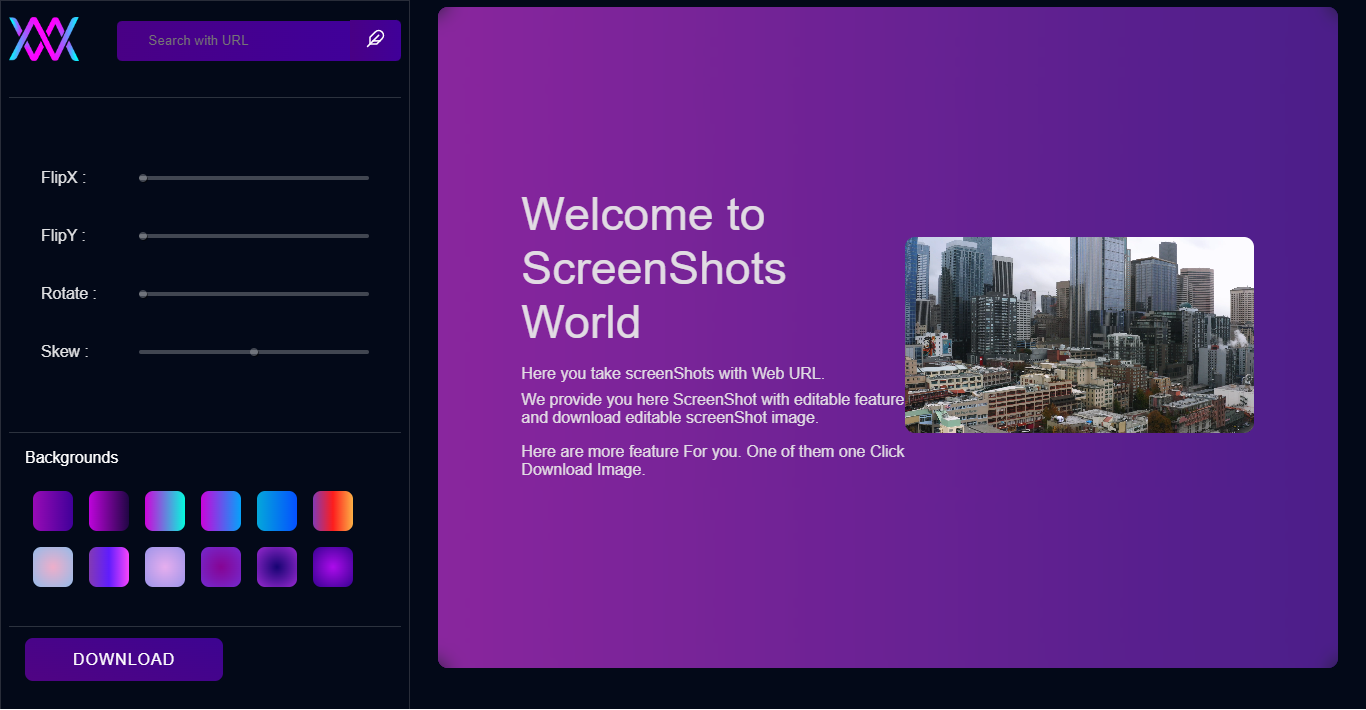 Search with URL
FlipX :
FlipY :
Rotate :
Skew :
Backgrounds
DOWNLOAD
Welcome to
ScreenShots
World
Here you take screenShots with Web URL.
We provide you here ScreenShot with editable feature
and download editable screenShot image.
Here are more feature For you. One of them one Click
Download Image.